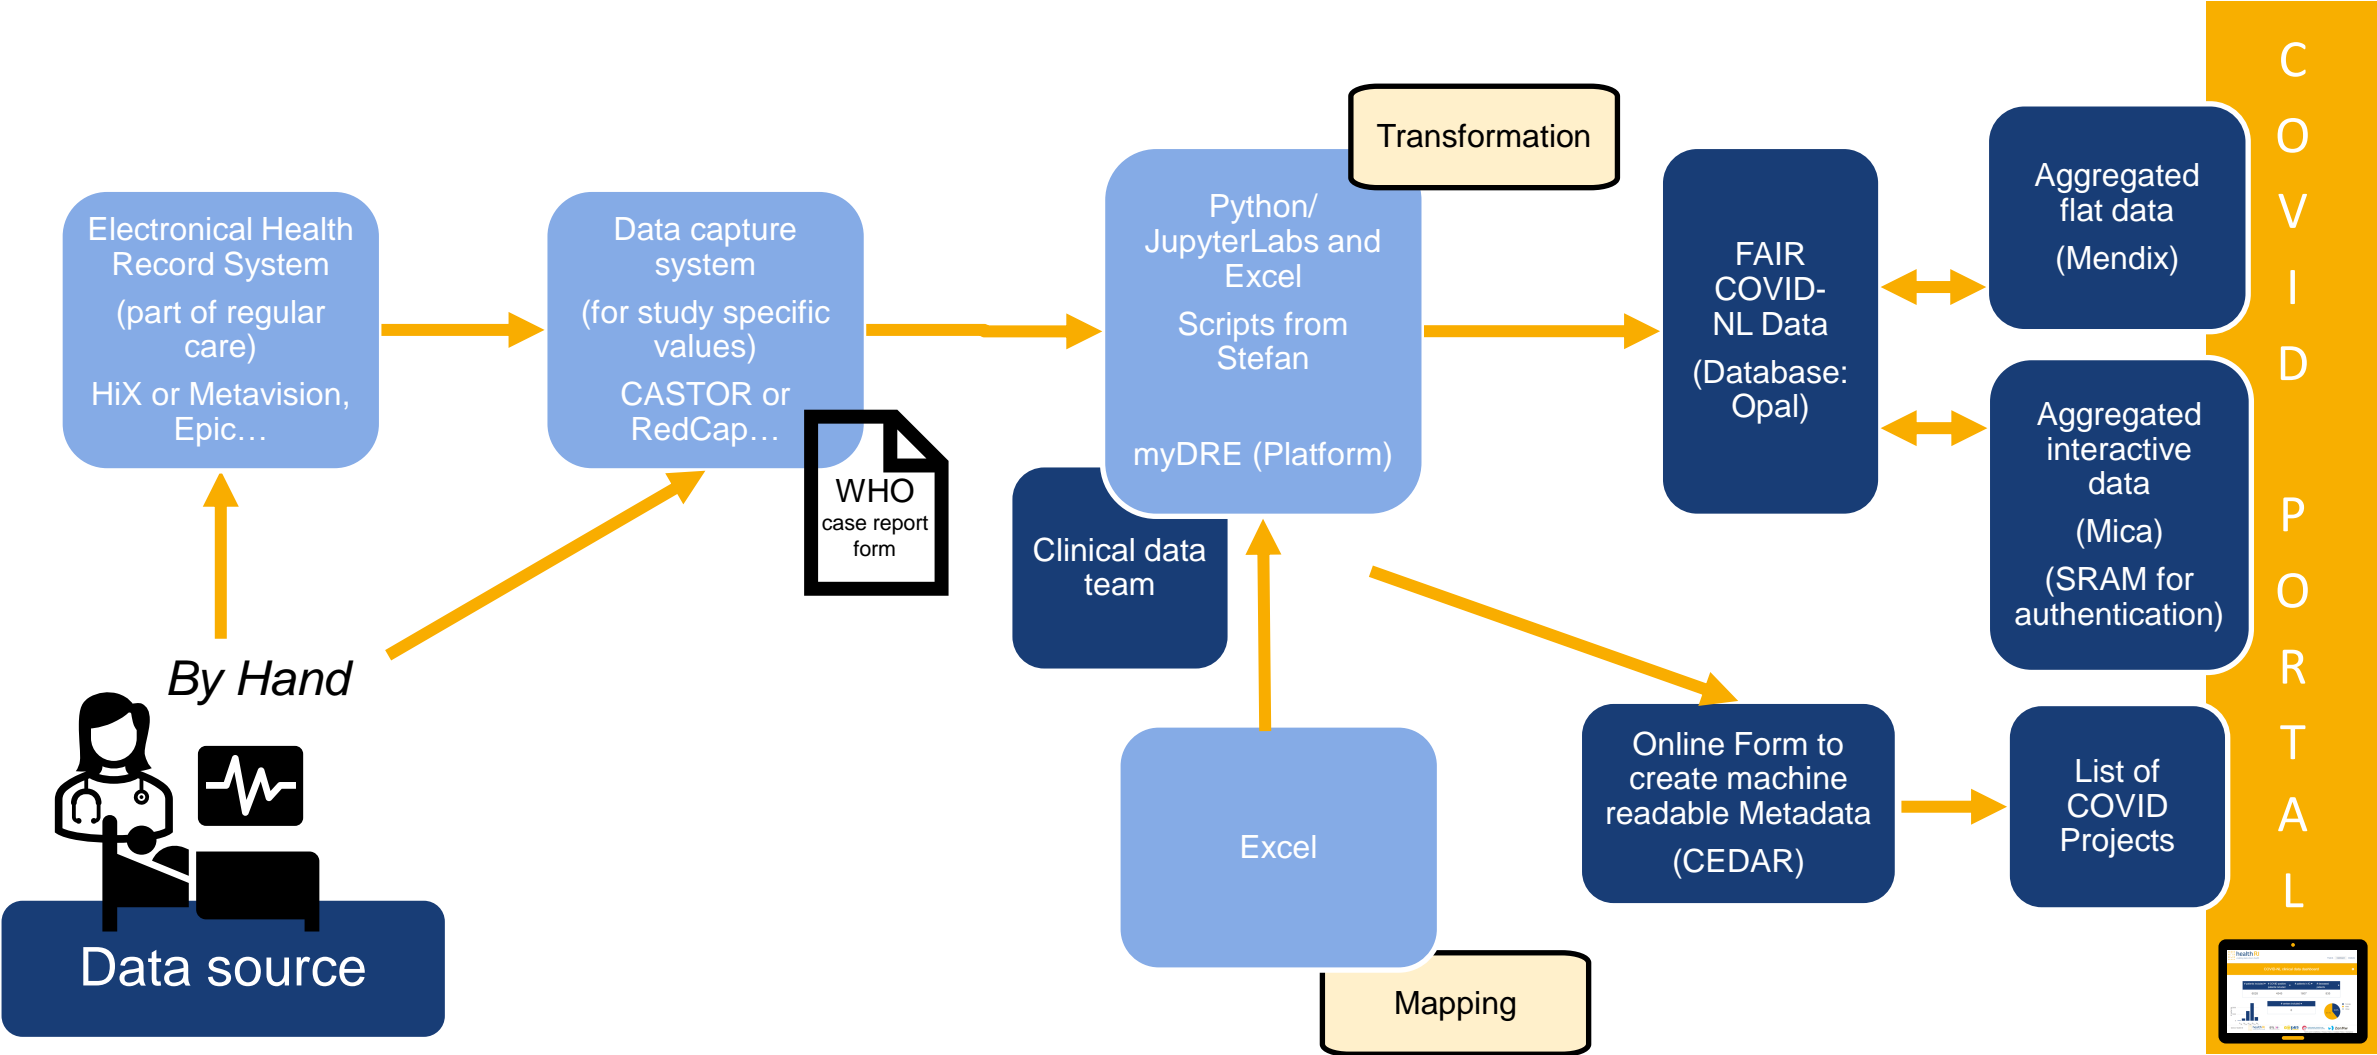 Electronical Health
Record System
(part of regular
care)
HiX or Metavision,
Epic…
Data capture
system
(for study specific
values)
CASTOR or
RedCap…
WHO
case report
form
Transformation
Python/
JupyterLabs and
Excel
Scripts from
Stefan
myDRE (Platform)
Clinical data
team
FAIR
COVID-
NL Data
(Database:
Opal)
Aggregated
flat data
(Mendix)
Aggregated
interactive
data
(Mica)
(SRAM for
authentication)
By Hand
Data source
Excel
Mapping
Online Form to
create machine
readable Metadata
(CEDAR)
List of
COVID
Projects
C
O
V
I
D
P
O
R
T
A
L
health